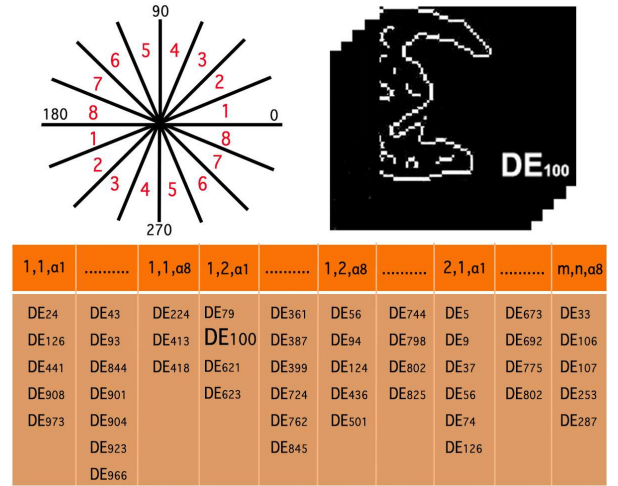 90
5 4
6 3
7 2
180 8 1 0
1 8
2 7
3 6
4 5
270
DE100
1,1,α1 .......... 1,1,α8 1,2,α1 .......... 1,2,α8 .......... 2,1,α1 .......... m,n,α8
DE24 DE43 DE224 DE79 DE361 DE56 DE744 DE5 DE673 DE33
DE126 DE93 DE413 DE100 DE387 DE94 DE798 DE9 DE692 DE106
DE441 DE844 DE418 DE621 DE399 DE124 DE802 DE37 DE775 DE107
DE908 DE901 DE623 DE724 DE436 DE825 DE56 DE802 DE253
DE973 DE904 DE762 DE501 DE74 DE287
DE923 DE845 DE126
DE966